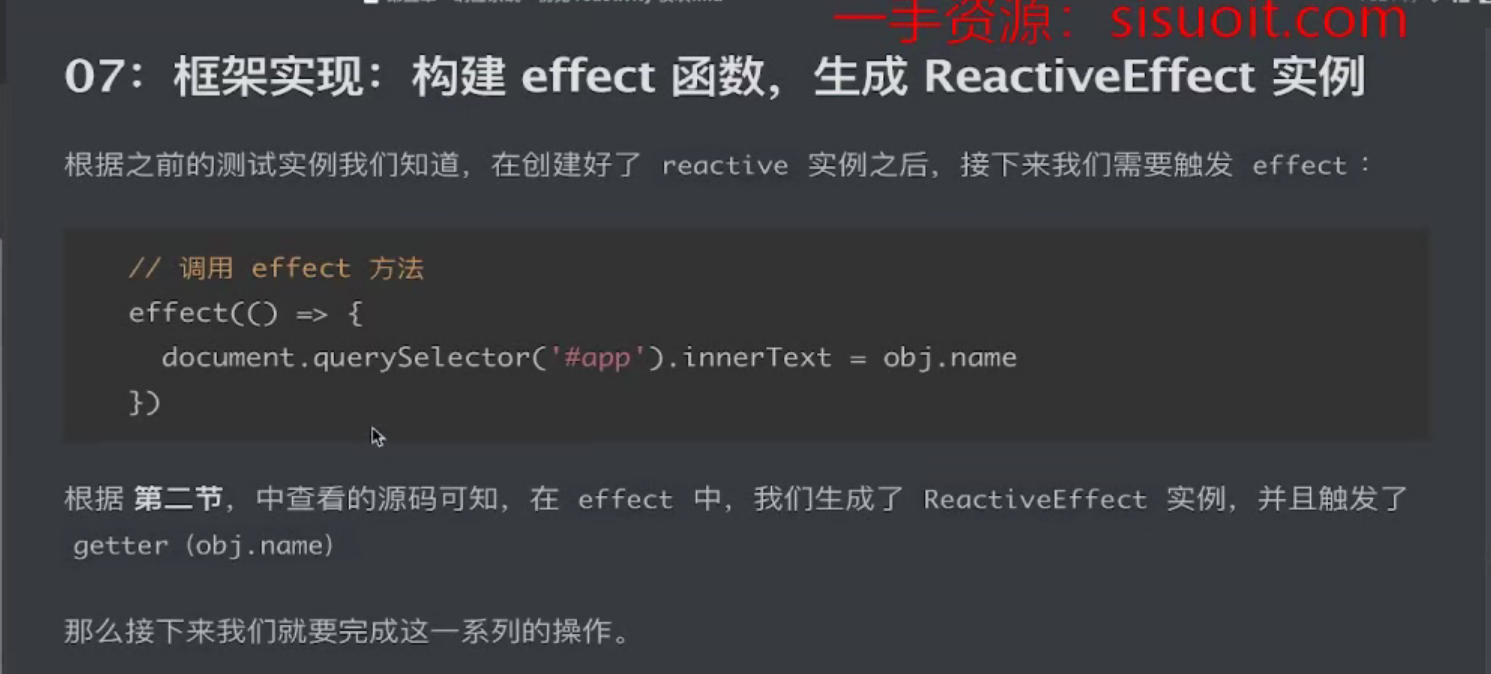 一手资源：sisuoit.com
07：框架实现：构建 effect 函数，生成 ReactiveEffect 实例
根据之前的测试实例我们知道，在创建好了 reactive 实例之后，接下来我们需要触发 effect：
// 调用 effect 方法
effect(() => {
document.querySelector('#app').innerText = obj.name
})
根据 第二节，中查看的源码可知，在 effect 中，我们生成了 ReactiveEffect 实例，并且触发了
getter（obj.name）
那么接下来我们就要完成这一系列的操作。